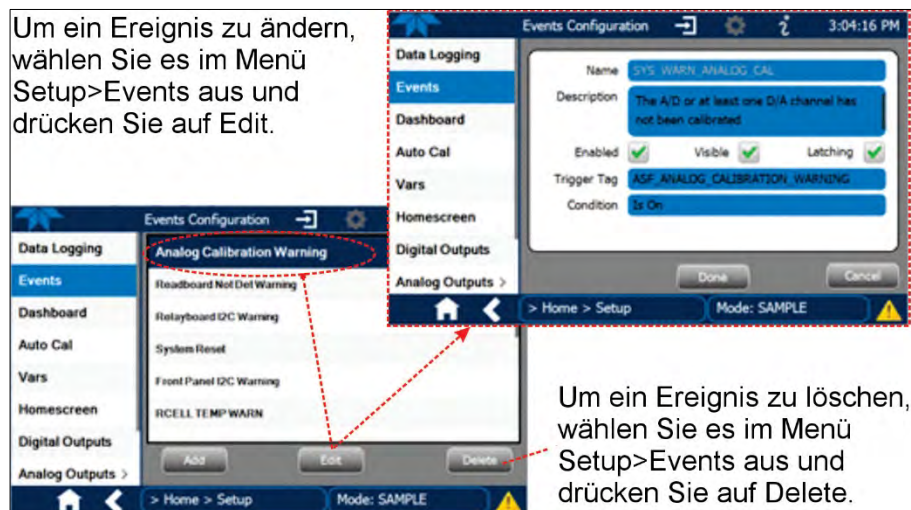 Um ein Ereignis zu ändern,
wählen Sie es im Menü
Setup>Events aus und
drücken Sie auf Edit.
Events Configuration
3:04:16 PM
Data Logging
Events
Dashboard
Auto Cal
Vars
Homescreen
Digital Outputs
Analog Outputs >
Name SYS_WARN_ANALOG_CAL
Description The A/D or at least one D/A channel has
not been calibrated
Enabled Visible Latching
Trigger Tag ASF_ANALOG_CALIBRATION_WARNING
Condition Is On
Done Cancel
> Home > Setup Mode: SAMPLE
Events Configuration
Data Logging
Events
Dashboard
Auto Cal
Vars
Homescreen
Digital Outputs
Analog Outputs >
Analog Calibration Warning
Roadboard Not Det Warning
Relayboard I2C Warning
System Reset
Front Panel I2C Warning
RCELL TEMP WARN
Add Edit Delete
> Home > Setup Mode: SAMPLE
Um ein Ereignis zu löschen,
wählen Sie es im Menü
Setup>Events aus und
drücken Sie auf Delete.